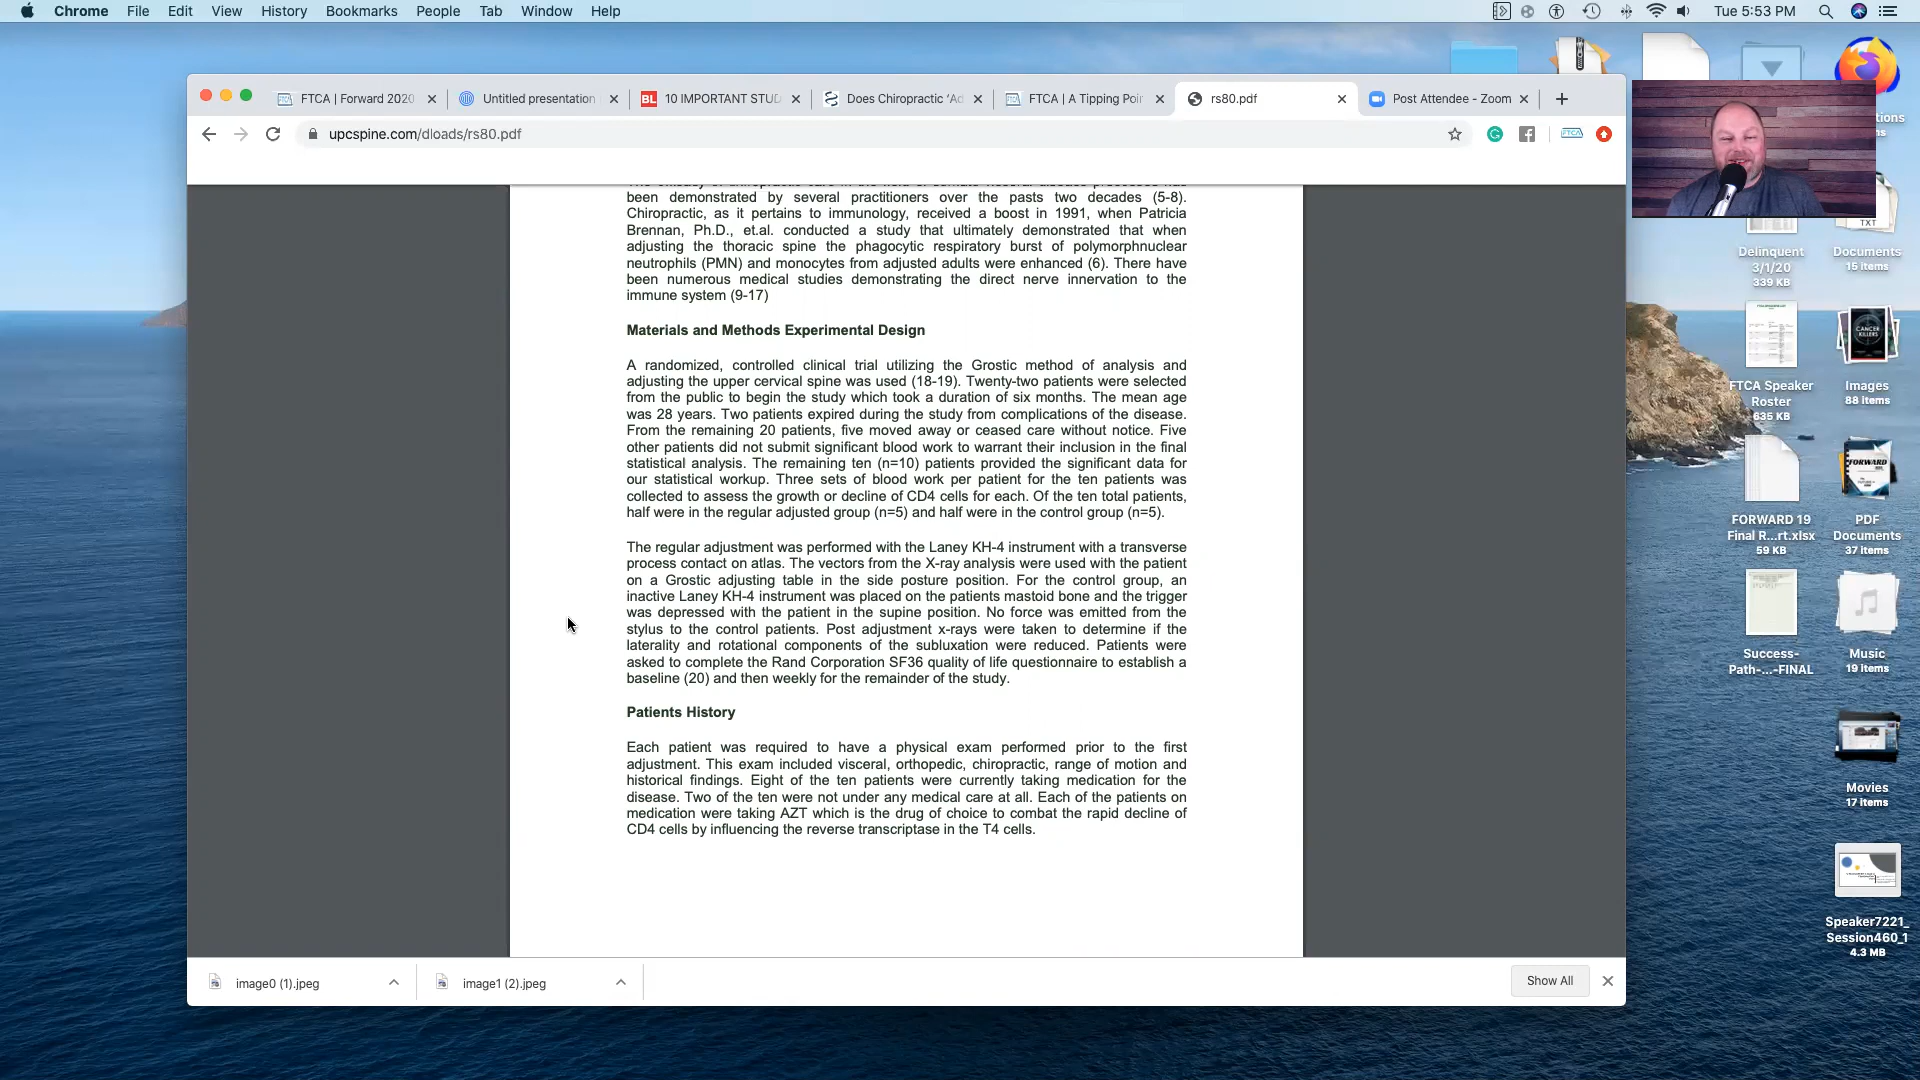 Chrome File Edit View History Bookmarks People Tab Window Help Tue 5:53 PM
FTCA | Forward 2020
Untitled presentation
BL 10 IMPORTANT STUD
Does Chiropractic ‘Ad
FTCA | A Tipping Poin
rs80.pdf
Post Attendee - Zoom
upcspine.com/dloads/rs80.pdf
been demonstrated by several practitioners over the pasts two decades (5-8).
Chiropractic, as it pertains to immunology, received a boost in 1991, when Patricia
Brennan, Ph.D., et.al. conducted a study that ultimately demonstrated that when
adjusting the thoracic spine the phagocytic respiratory burst of polymorphnuclear
neutrophils (PMN) and monocytes from adjusted adults were enhanced (6). There have
been numerous medical studies demonstrating the direct nerve innervation to the
immune system (9-17)
Materials and Methods Experimental Design
A randomized, controlled clinical trial utilizing the Grostic method of analysis and
adjusting the upper cervical spine was used (18-19). Twenty-two patients were selected
from the public to begin the study which took a duration of six months. The mean age
was 28 years. Two patients expired during the study from complications of the disease.
From the remaining 20 patients, five moved away or ceased care without notice. Five
other patients did not submit significant blood work to warrant their inclusion in the final
statistical analysis. The remaining ten (n=10) patients provided the significant data for
our statistical workup. Three sets of blood work per patient for the ten patients was
collected to assess the growth or decline of CD4 cells for each. Of the ten total patients,
half were in the regular adjusted group (n=5) and half were in the control group (n=5).
The regular adjustment was performed with the Laney KH-4 instrument with a transverse
process contact on atlas. The vectors from the X-ray analysis were used with the patient
on a Grostic adjusting table in the side posture position. For the control group, an
inactive Laney KH-4 instrument was placed on the patients mastoid bone and the trigger
was depressed with the patient in the supine position. No force was emitted from the
stylus to the control patients. Post adjustment x-rays were taken to determine if the
laterality and rotational components of the subluxation were reduced. Patients were
asked to complete the Rand Corporation SF36 quality of life questionnaire to establish a
baseline (20) and then weekly for the remainder of the study.
Patients History
Each patient was required to have a physical exam performed prior to the first
adjustment. This exam included visceral, orthopedic, chiropractic, range of motion and
historical findings. Eight of the ten patients were currently taking medication for the
disease. Two of the ten were not under any medical care at all. Each of the patients on
medication were taking AZT which is the drug of choice to combat the rapid decline of
CD4 cells by influencing the reverse transcriptase in the T4 cells.
image0 (1).jpeg
image1 (2).jpeg
Show All
tions
ms
TXT
Delinquent
3/1/20
339 KB
Documents
15 items
FTCA Speaker
Roster
635 KB
CANCER
KILLERS
Images
88 items
FORWARD 19
Final R...rt.xlsx
59 KB
FORWARD
PDF
Documents
37 items
Success-
Path-...-FINAL
Music
19 items
Movies
17 items
Speaker7221_
Session460_1
4.3 MB